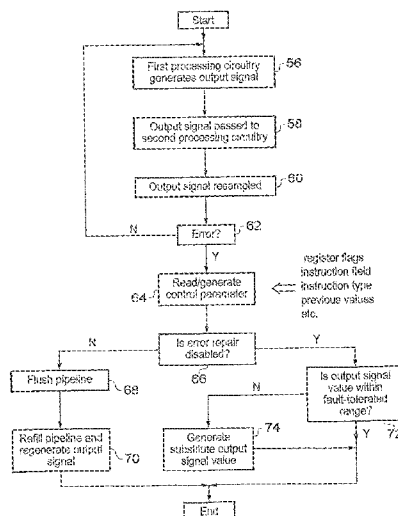 Start
First processing circuitry
generates output signal
56
Output signal passed to
second processing circuitry
58
Output signal resampled
60
N
Error?
62
Y
Read/generate
control parameter
64
register flags
instruction field
instruction type
previous values
etc.
N
Is error repair
disabled?
66
Y
Flush pipeline
68
Is output signal
value within
fault-tolerated
range?
72
N
Y
Refill pipeline and
regenerate output
signal
70
Generate
substitute output
signal value
74
End